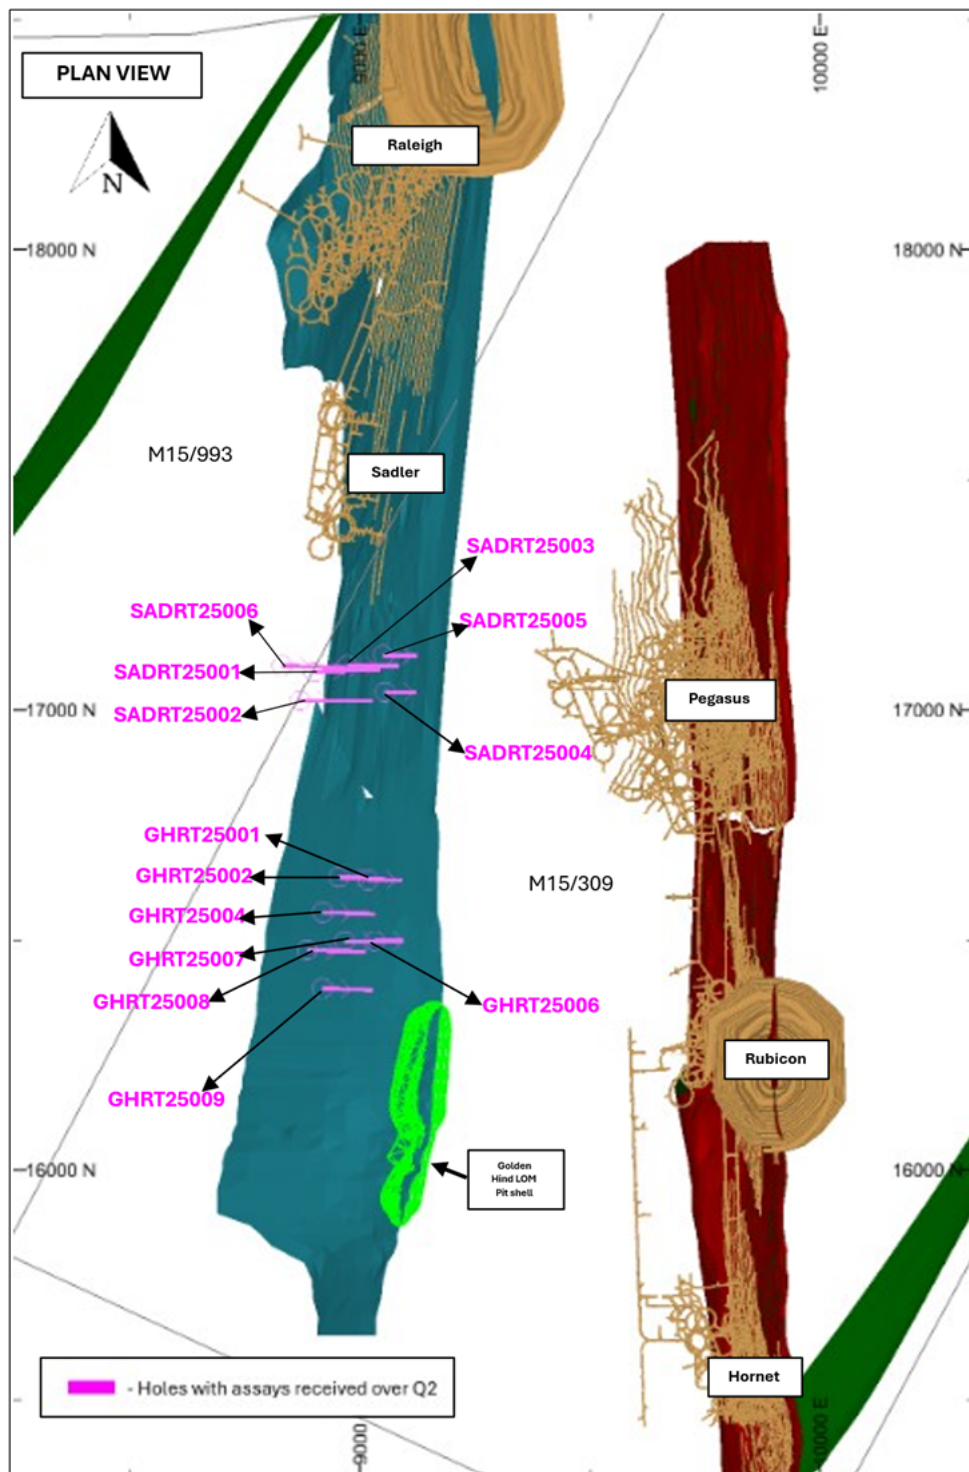 9000 E
10000 E
PLAN VIEW
Raleigh
N
18000 N
18000 N
M15/993
Sadler
SADRT25003
SADRT25006
SADRT25005
SADRT25001
Pegasus
SADRT25002
17000 N
17000 N
SADRT25004
GHRT25001
GHRT25002
M15/309
GHRT25004
GHRT25007
GHRT25008
GHRT25006
Rubicon
GHRT25009
16000 N
16000 N
Golden
Hind LOM
Pit shell
Hornet
- Holes with assays received over Q2
9000